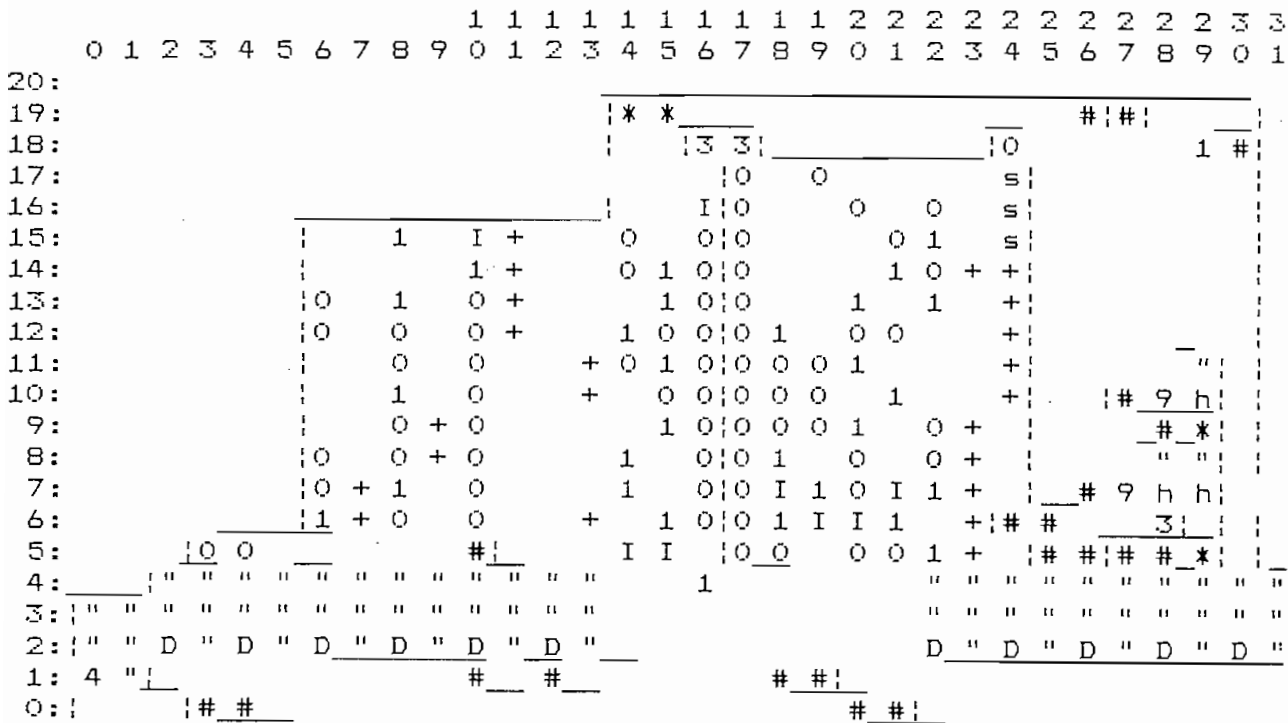 1 1 1 1 1 1 1 1 1 1 2 2 2 2 2 2 2 2 2 2 3 3
0 1 2 3 4 5 6 7 8 9 0 1 2 3 4 5 6 7 8 9 0 1 2 3 4 5 6 7 8 9 0 1
20:
19: ¦* * #¦#¦ ¦
18: ¦ ¦3 3¦ ¦0 1 # ¦
17: ¦0 0 s¦
16: ¦ I¦0 0 0 s¦
15: ¦ 1 I + 0 0¦0 0 1 s¦
14: 1 + 0 1 0¦0 1 0 + +
13: ¦0 1 0 + 1 0¦0 1 1 +
12: ¦0 0 0 + 1 0 0¦0 1 0 0 +
11: 0 0 + 0 1 0¦0 0 0 1 + "¦
10: 1 0 + 0 0¦0 0 0 1 +¦ ¦# 9 h¦
9: 0 + 0 1 0¦0 0 0 1 0 + _#_*
8: ¦0 0 + 0 1 0¦0 1 0 0 + " "
7: ¦0 + 1 0 1 0¦0 I 1 0 I 1 + ¦ # 9 h h¦
6: ¦1 + 0 0 + 1 0¦0 1 I I 1 +¦# # 3¦ ¦ ¦
5: ¦0 0 #¦ I I ¦0 0 0 0 1 + ¦# #¦# # * ¦
4: ¦" " " " " " " " " " " " 1 " " " " " " " " " "
3: ¦" " " " " " " " " " " " " " " " " " " " " " " "
2: ¦" " D " D " D " D " D " D " D " D " D " D " D "
1: 4 "¦ # # # #¦
0: ¦ ¦# # # #¦